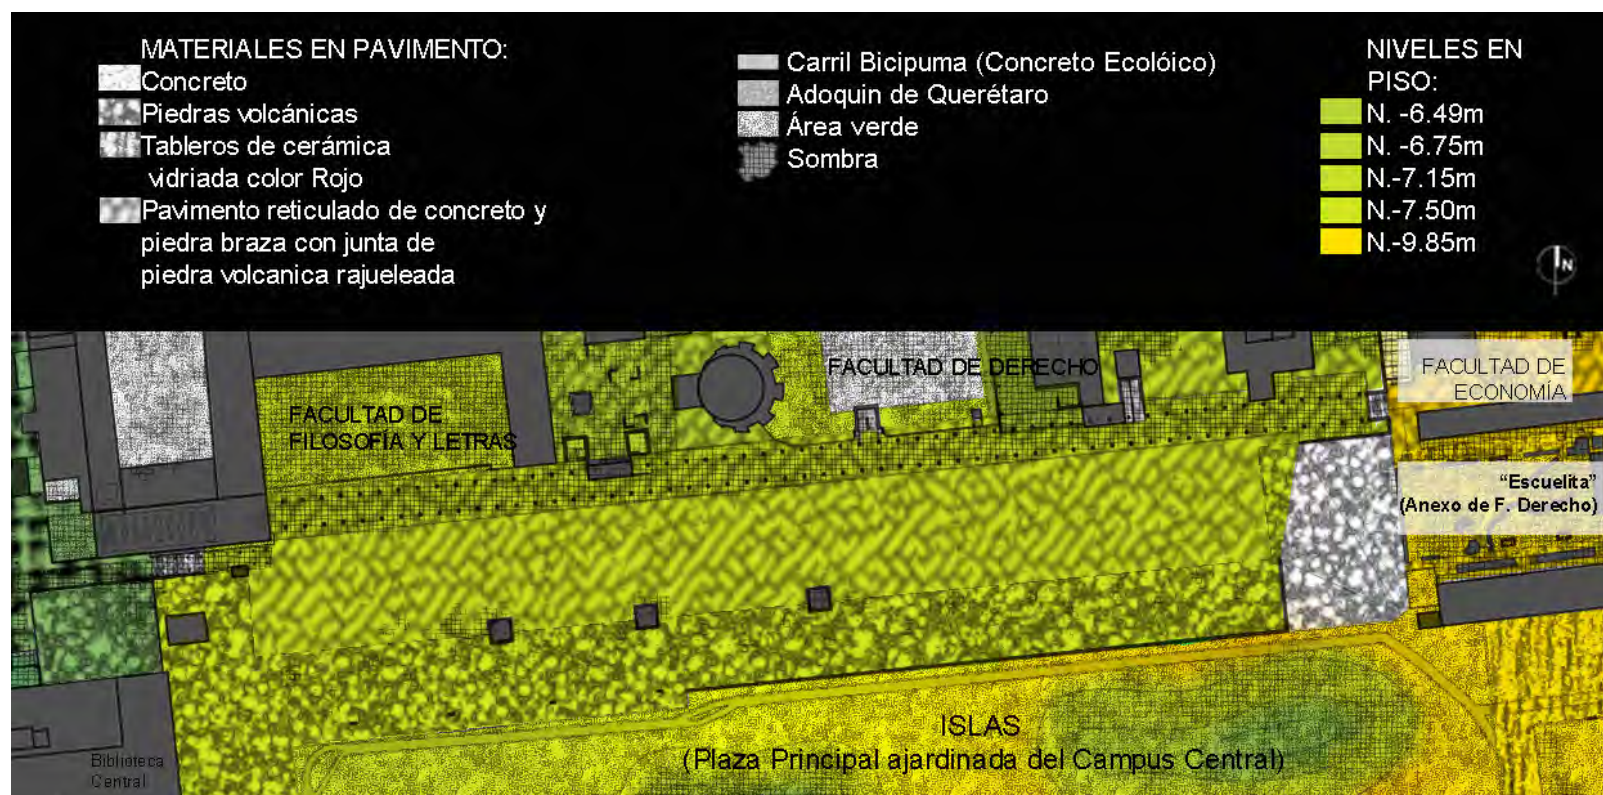 MATERIALES EN PAVIMENTO:
Concreto
Piedras volcánicas
Tableros de cerámica
vidriada color Rojo
Pavimento reticulado de concreto y
piedra braza con junta de
piedra volcanica rajueleada
Carril Bicipuma (Concreto Ecolóico)
Adoquin de Querétaro
Área verde
Sombra
NIVELES EN
PISO:
N. -6.49m
N. -6.75m
N.-7.15m
N.-7.50m
N.-9.85m
N
FACULTAD DE
FILOSOFÍA Y LETRAS
FACULTAD DE DERECHO
FACULTAD DE
ECONOMÍA
“Escuelita”
(Anexo de F. Derecho)
ISLAS
(Plaza Principal ajardinada del Campus Central)
Biblioteca
Central